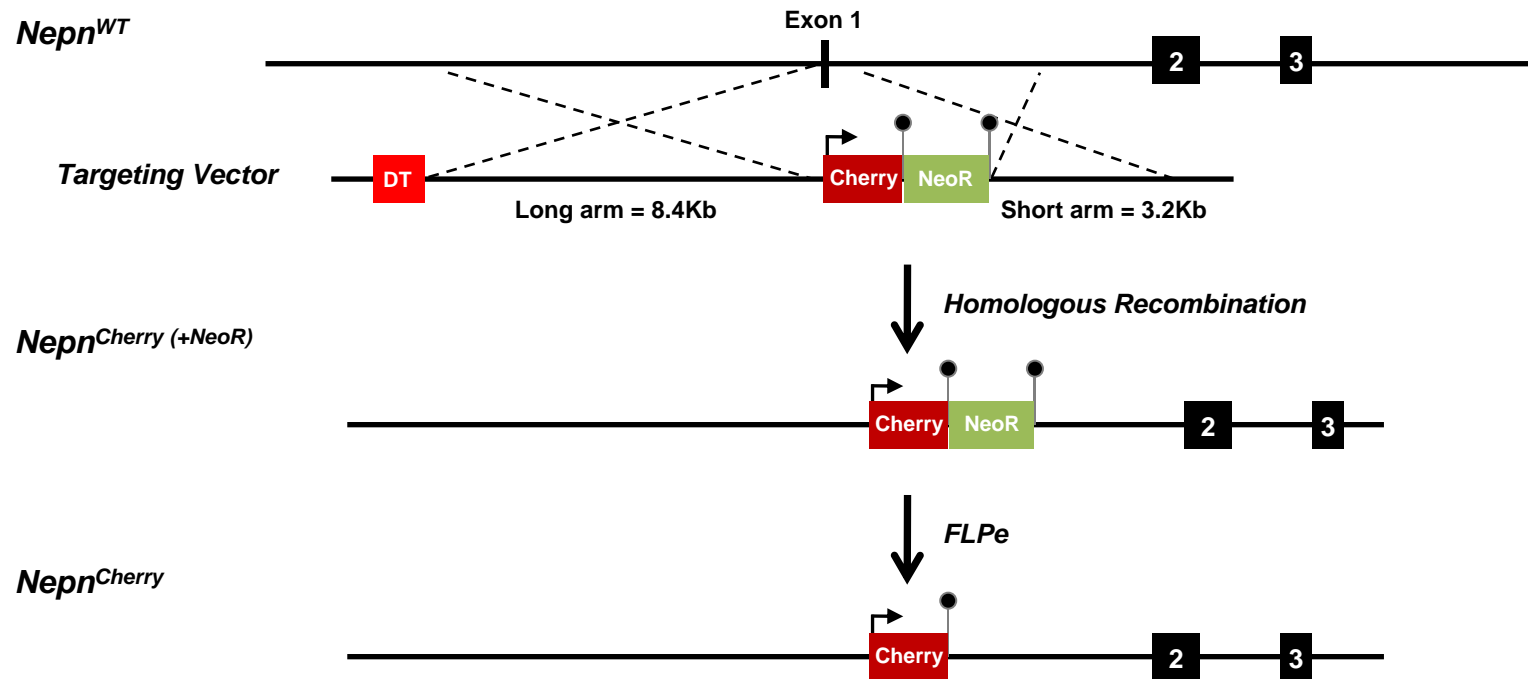 Exon 1
Nepn^WT
2 3
Targeting Vector
DT Cherry NeoR
Long arm = 8.4Kb Short arm = 3.2Kb
Homologous Recombination
Nepn^Cherry (+NeoR)
Cherry NeoR 2 3
FLPe
Nepn^Cherry
Cherry 2 3